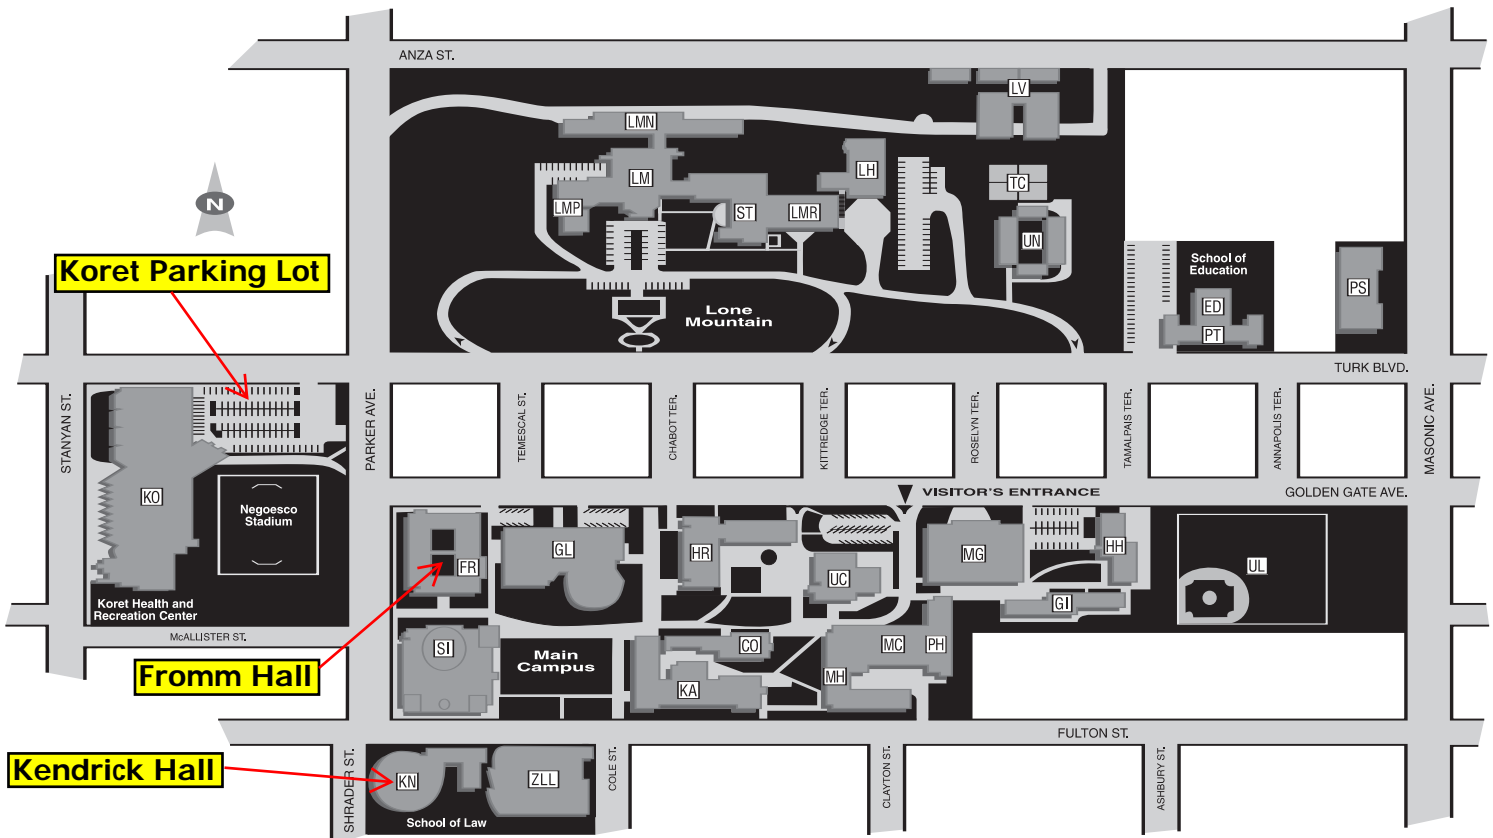 ANZA ST.
LV
LMN
LM
LH
TC
LMP
ST
LMR
UN
N
Koret Parking Lot
School of
Education
PS
ED
PT
Lone
Mountain
TURK BLVD.
STANYAN ST.
PARKER AVE.
TEMESCAL ST.
CHABOT TER.
KITTREDGE TER.
ROSELYN TER.
TAMALPAIS TER.
ANNAPOLIS TER.
MASONIC AVE.
VISITOR'S ENTRANCE
GOLDEN GATE AVE.
KO
Negoesco
Stadium
FR
GL
HR
UC
MG
HH
UL
GI
Koret Health and
Recreation Center
McALLISTER ST.
SI
Main
Campus
CO
MC
PH
KA
MH
Fromm Hall
FULTON ST.
Kendrick Hall
SHRADER ST.
KN
ZLL
COLE ST.
CLAYTON ST.
ASHBURY ST.
School of Law